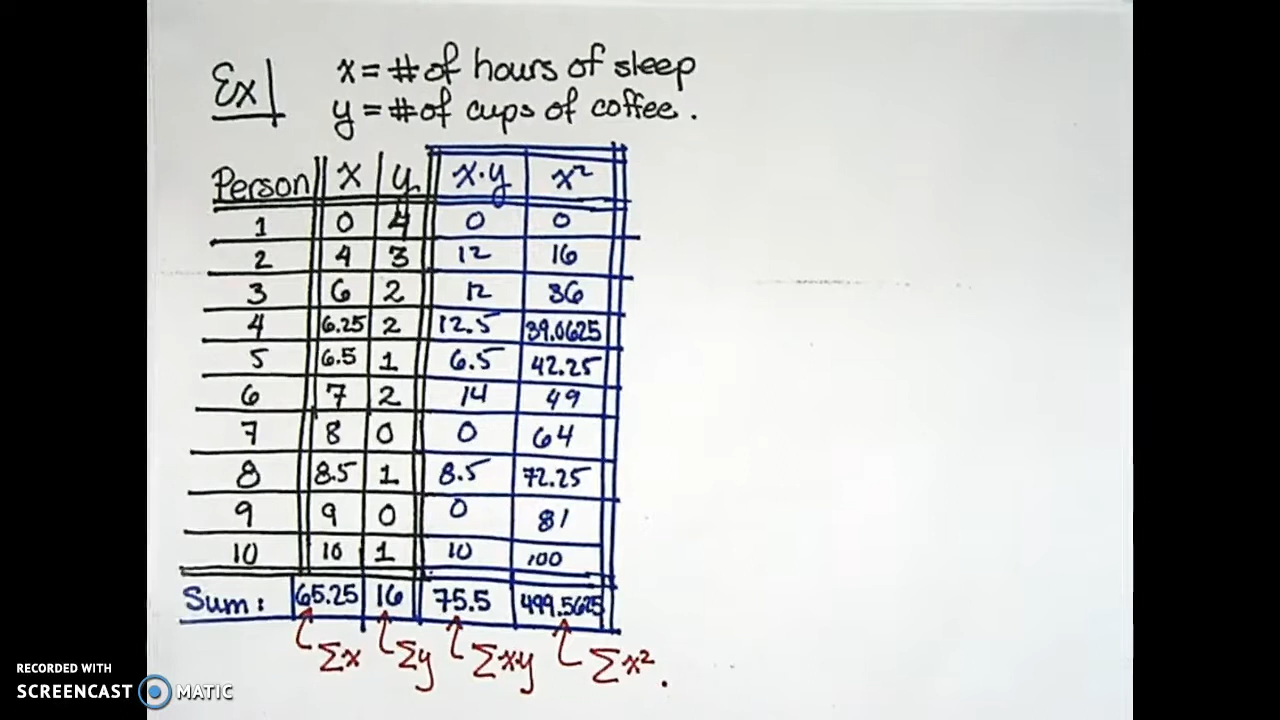 Ex 1
x = # of hours of sleep
y = # of cups of coffee.
Person x y x·y x²
1 0 4 0 0
2 4 3 12 16
3 6 2 12 36
4 6.25 2 12.5 39.0625
5 6.5 1 6.5 42.25
6 7 2 14 49
7 8 0 0 64
8 8.5 1 8.5 72.25
9 9 0 0 81
10 10 1 10 100
Sum: 65.25 16 75.5 499.5625
Σx Σy Σxy Σx².
RECORDED WITH
SCREENCAST MATIC